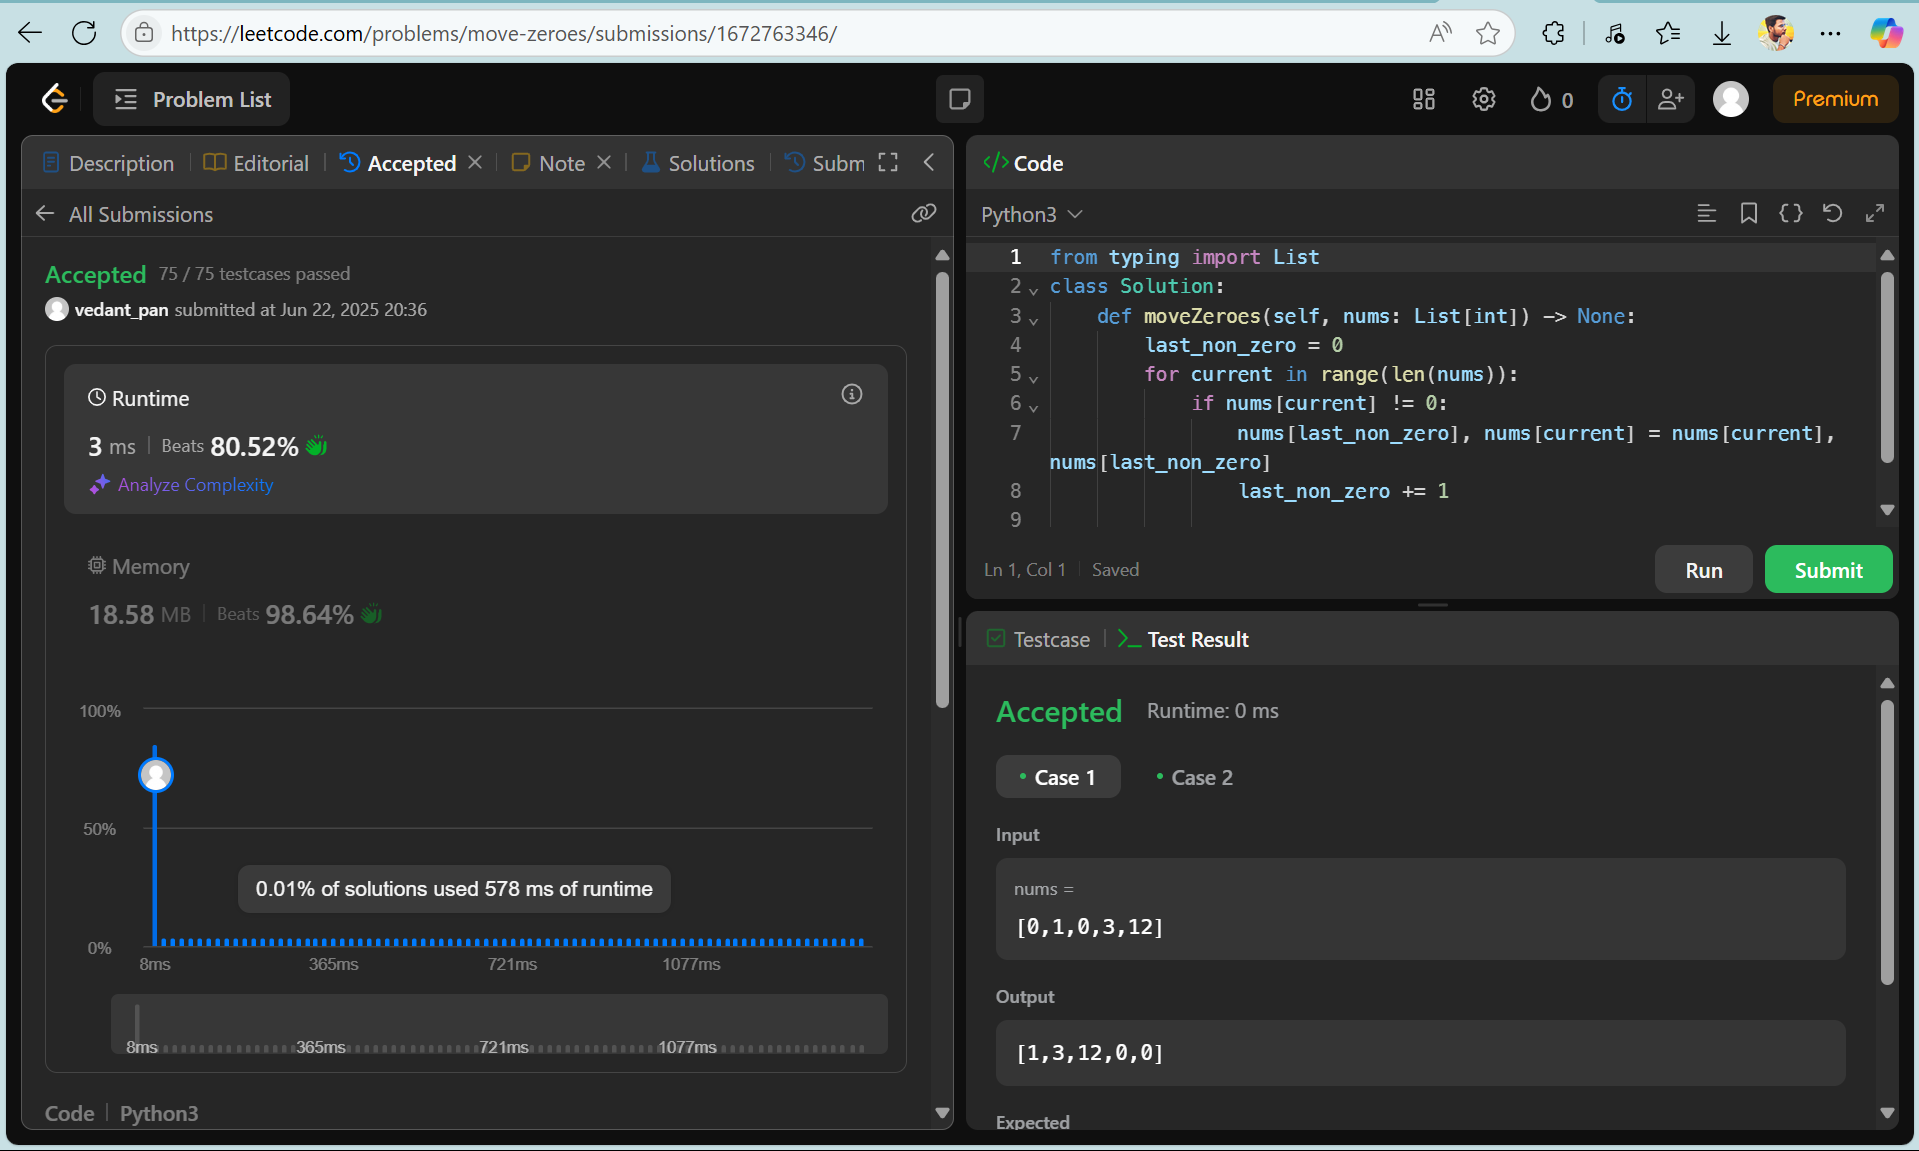 https://leetcode.com/problems/move-zeroes/submissions/1672763346/
Problem List
0
Premium
Description
Editorial
Accepted
Note
Solutions
Subm
All Submissions
Accepted 75 / 75 testcases passed
vedant_pan submitted at Jun 22, 2025 20:36
Runtime
3 ms | Beats 80.52%
Analyze Complexity
Memory
18.58 MB | Beats 98.64%
100%
50%
0.01% of solutions used 578 ms of runtime
0%
8ms 365ms 721ms 1077ms
8ms 365ms 721ms 1077ms
Code | Python3
</> Code
Python3
1 from typing import List
2 class Solution:
3 def moveZeroes(self, nums: List[int]) -> None:
4 last_non_zero = 0
5 for current in range(len(nums)):
6 if nums[current] != 0:
7 nums[last_non_zero], nums[current] = nums[current],
nums[last_non_zero]
8 last_non_zero += 1
9
Ln 1, Col 1 | Saved
Run
Submit
Testcase
Test Result
Accepted Runtime: 0 ms
Case 1
Case 2
Input
nums =
[0,1,0,3,12]
Output
[1,3,12,0,0]
Expected